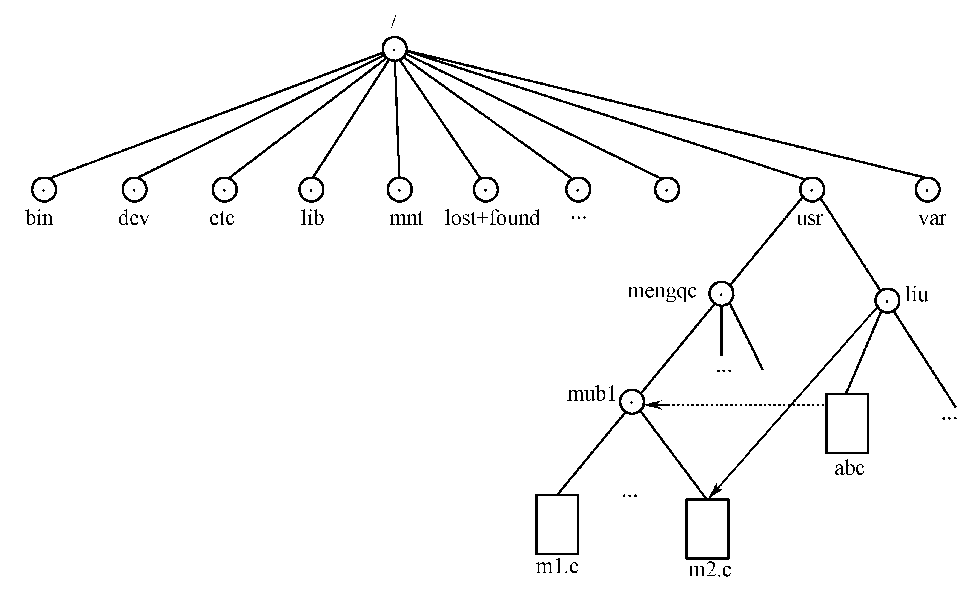 /
bin dev etc lib mnt lost+found ... usr var
mengqc liu
...
mub1 ...
abc
...
m1.c m2.c